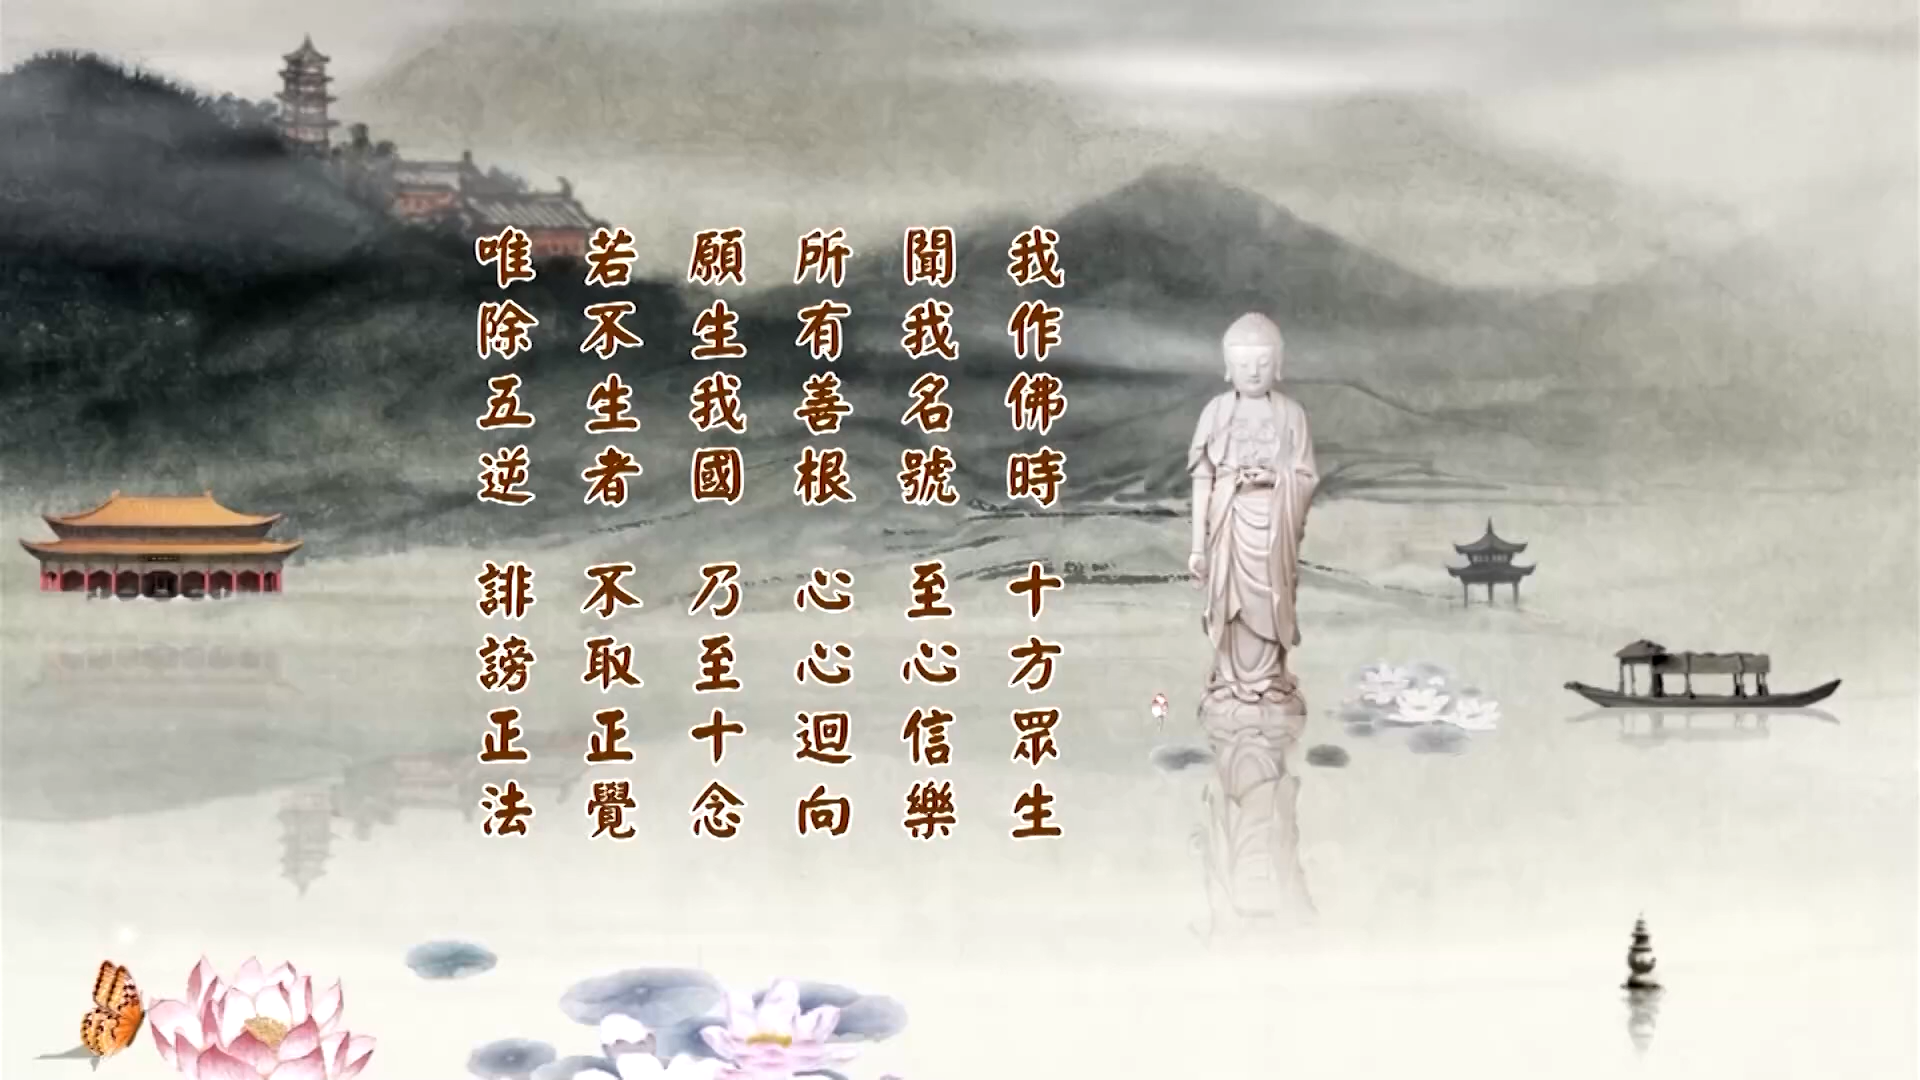 我作佛時 十方眾生
聞我名號 至心信樂
所有善根 心心迴向
願生我國 乃至十念
若不生者 不取正覺
唯除五逆 誹謗正法